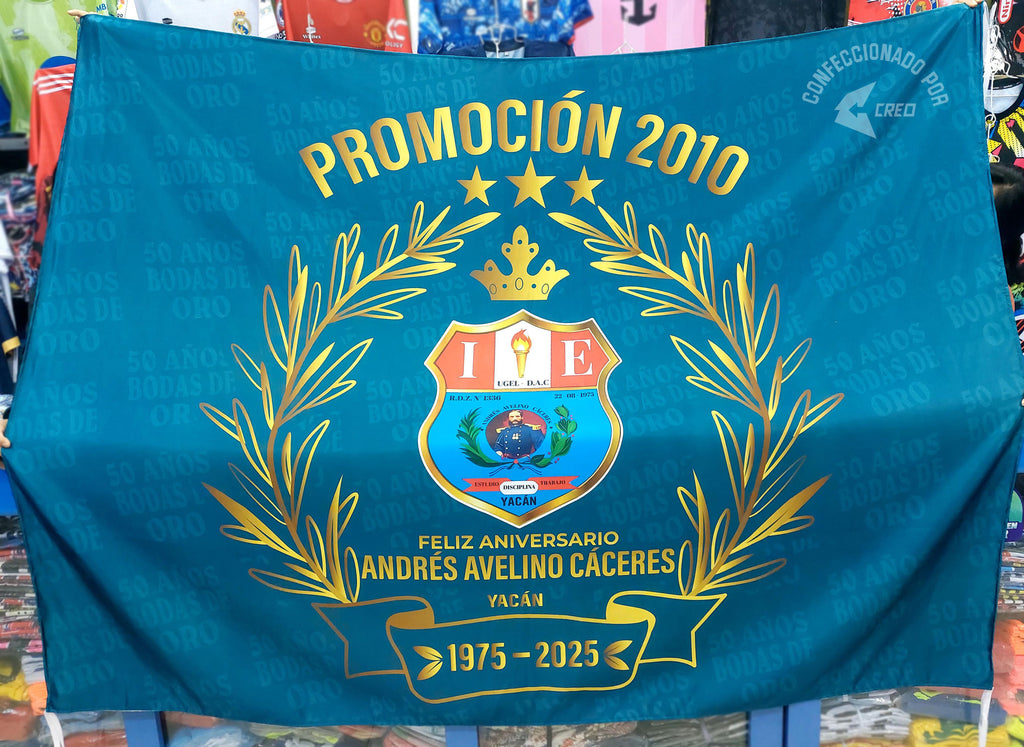 CONFECCIONADO POR
CREO
PROMOCIÓN 2010
I E
UGEL - D.A.C
R.D.Z. N° 1336 22-08-1975
ANDRÉS AVELINO CÁCERES
ESTUDIO DISCIPLINA TRABAJO
YACÁN
FELIZ ANIVERSARIO
ANDRÉS AVELINO CÁCERES
YACÁN
1975-2025
50 AÑOS
BODAS DE
ORO